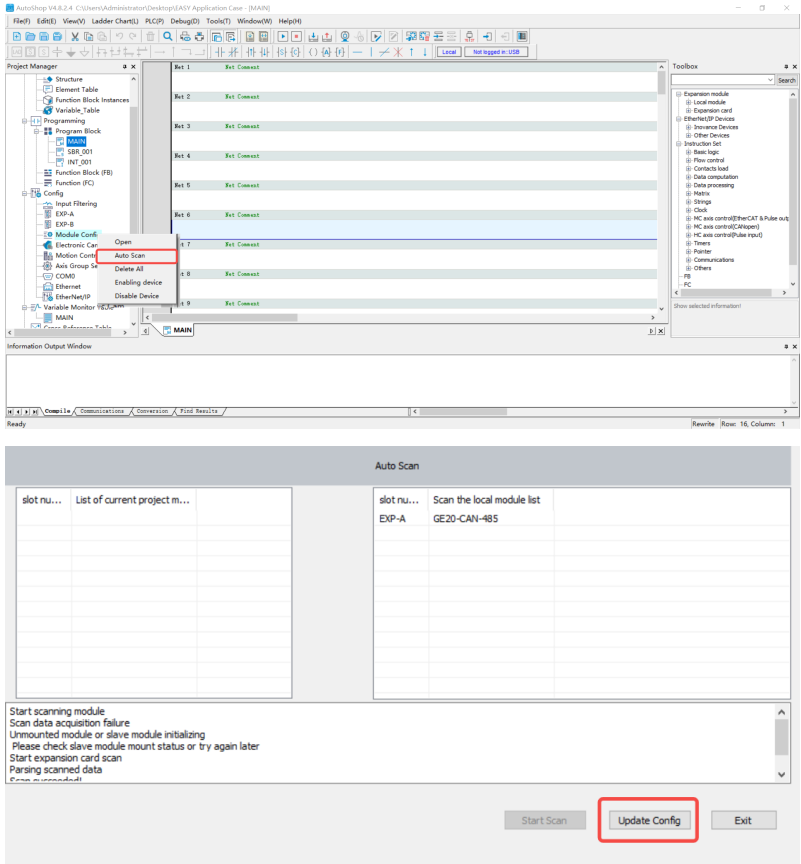 AutoShop V4.8.2.4 C:\Users\Administrator\Desktop\EASY Application Case - [MAIN]
File(F) Edit(E) View(V) Ladder Chart(L) PLC(P) Debug(D) Tools(T) Window(W) Help(H)
Local Not logged in:USB
Project Manager
Structure
Element Table
Function Block Instances
Variable_Table
Programming
Program Block
MAIN
SBR_001
INT_001
Function Block (FB)
Function (FC)
Config
Input Filtering
EXP-A
EXP-B
Module Confi
Electronic Car
Motion Contr
Axis Group Se
COM0
Ethernet
EtherNet/IP
Variable Monitor
MAIN
Cross Reference Table
Open
Auto Scan
Delete All
Enabling device
Disable Device
Net 1 Net Comment
Net 2 Net Comment
Net 3 Net Comment
Net 4 Net Comment
Net 5 Net Comment
Net 6 Net Comment
t 7 Net Comment
t 8 Net Comment
t 9 Net Comment
MAIN
Toolbox
Search
Expansion module
Local module
Expansion card
EtherNet/IP Devices
Inovance Devices
Other Devices
Instruction Set
Basic logic
Flow control
Contacts load
Data computation
Data processing
Matrix
Strings
Clock
MC axis control(EtherCAT & Pulse outp
MC axis control(CANopen)
HC axis control(Pulse input)
Timers
Pointer
Communications
Others
FB
FC
Show selected information!
Information Output Window
Compile Communications Conversion Find Results
Ready Rewrite Row: 16, Column: 1
Auto Scan
slot nu... List of current project m...
slot nu... Scan the local module list
EXP-A GE20-CAN-485
Start scanning module
Scan data acquisition failure
Unmounted module or slave module initializing
Please check slave module mount status or try again later
Start expansion card scan
Parsing scanned data
Scan succeeded!
Start Scan Update Config Exit